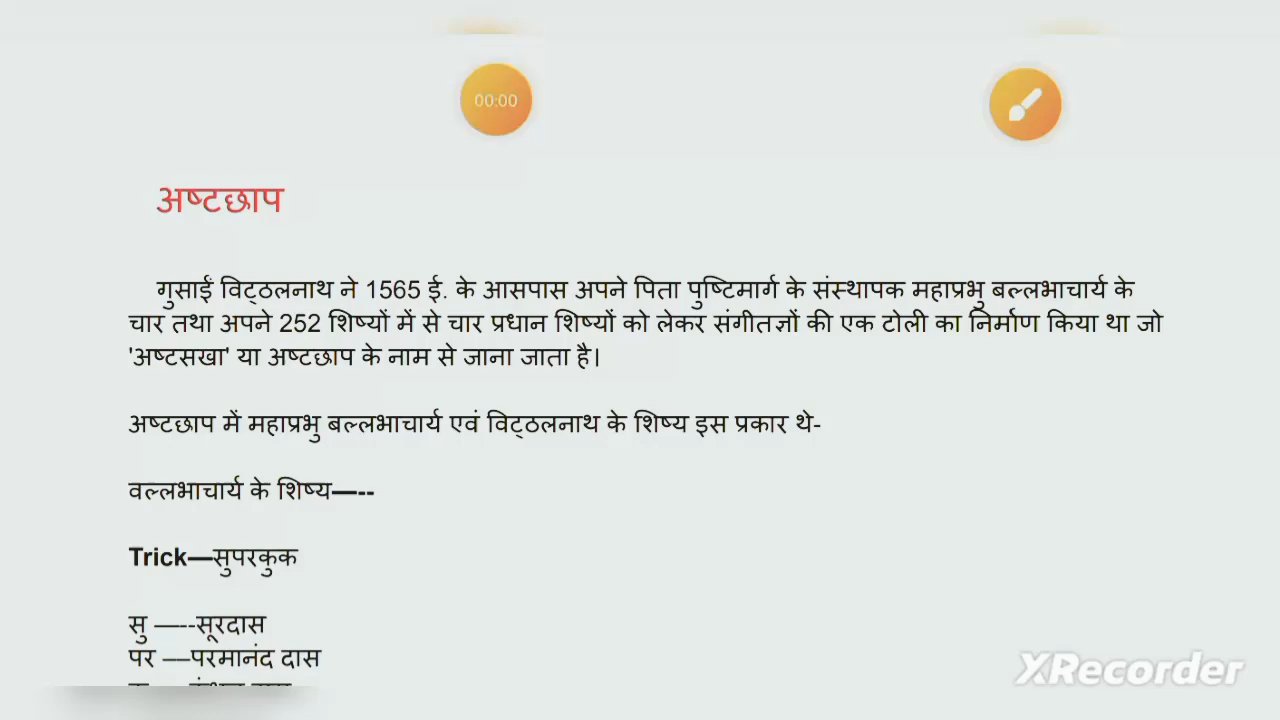 00:00
अष्टछाप
गुसाईं विट्ठलनाथ ने 1565 ई. के आसपास अपने पिता पुष्टिमार्ग के संस्थापक महाप्रभु बल्लभाचार्य के
चार तथा अपने 252 शिष्यों में से चार प्रधान शिष्यों को लेकर संगीतज्ञों की एक टोली का निर्माण किया था जो
'अष्टसखा' या अष्टछाप के नाम से जाना जाता है।
अष्टछाप में महाप्रभु बल्लभाचार्य एवं विट्ठलनाथ के शिष्य इस प्रकार थे-
वल्लभाचार्य के शिष्य—--
Trick—सुपरकुक
सु —--सूरदास
पर —परमानंद दास
XRecorder